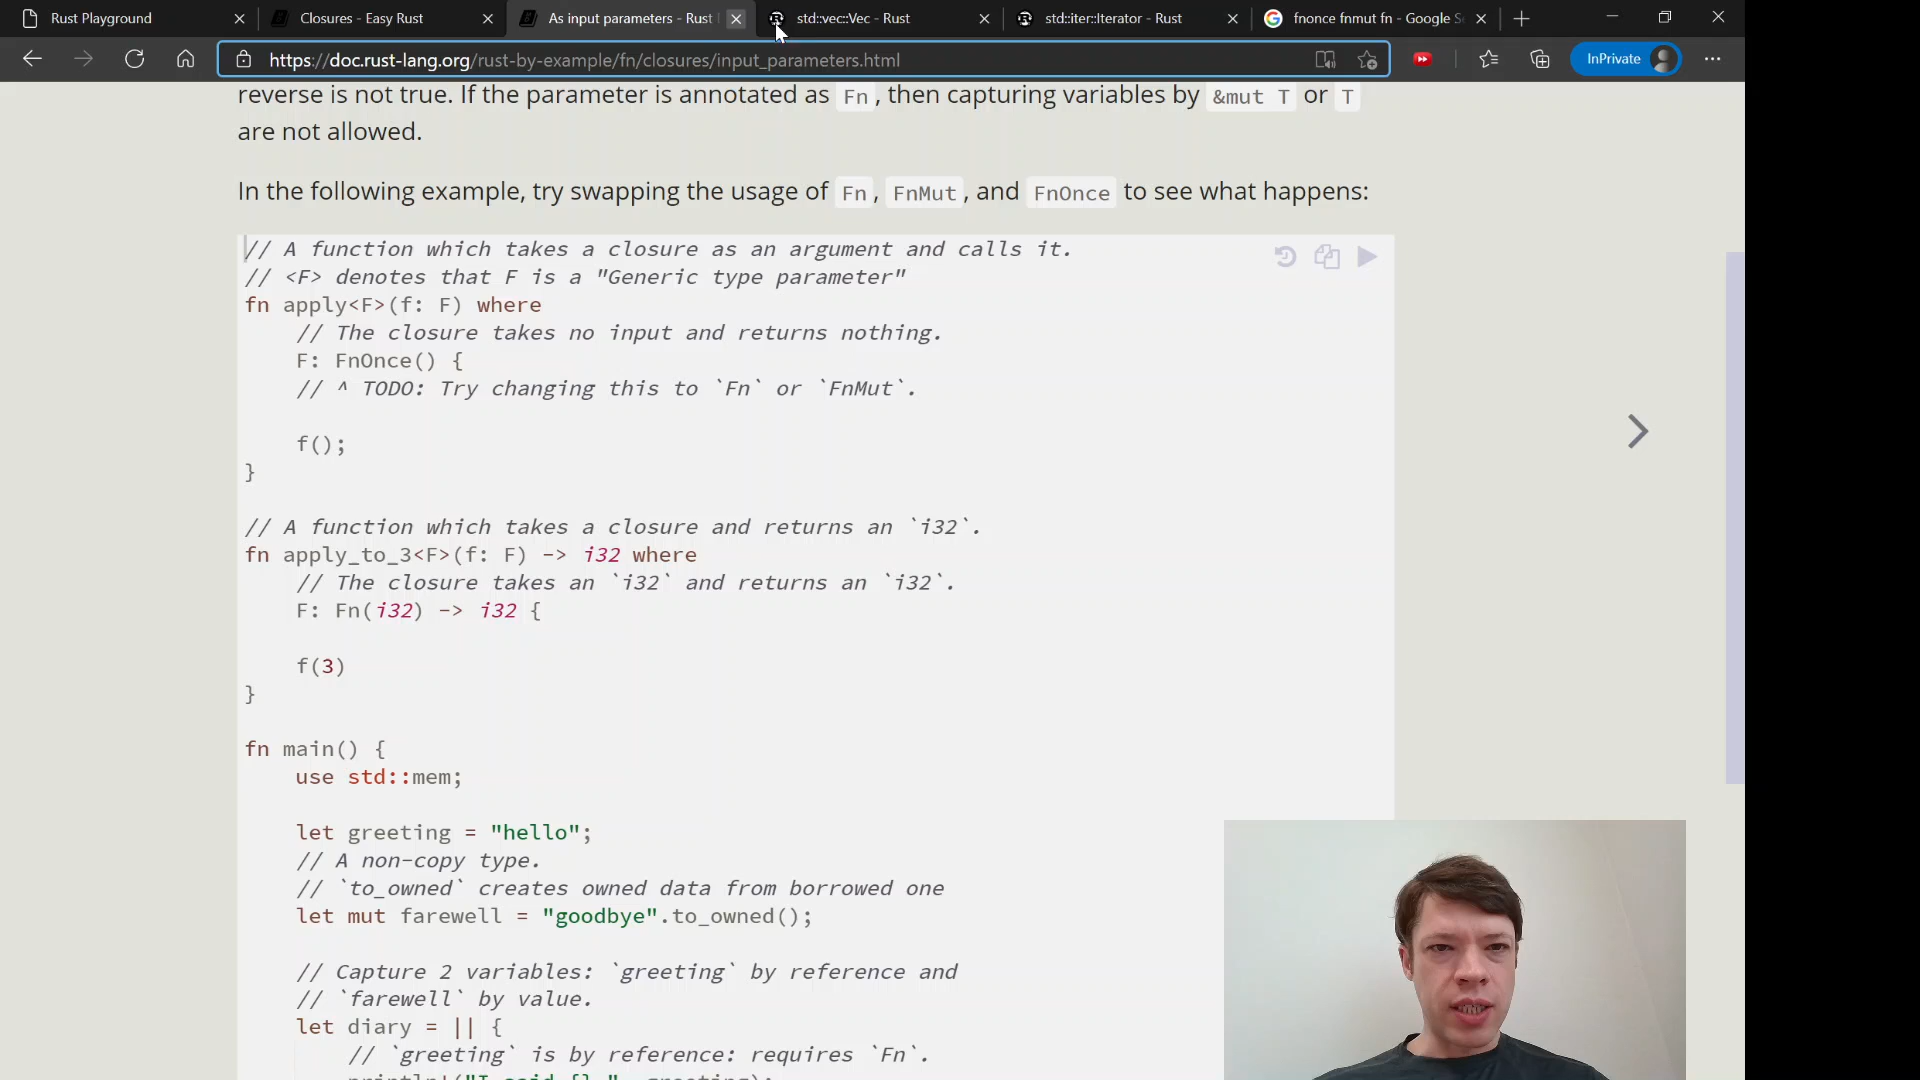 Rust Playground
Closures - Easy Rust
As input parameters - Rust
std::vec::Vec - Rust
std::iter::Iterator - Rust
fnonce fnmut fn - Google Se
https://doc.rust-lang.org/rust-by-example/fn/closures/input_parameters.html
InPrivate
reverse is not true. If the parameter is annotated as Fn, then capturing variables by &mut T or T
are not allowed.
In the following example, try swapping the usage of Fn, FnMut, and FnOnce to see what happens:
// A function which takes a closure as an argument and calls it.
// <F> denotes that F is a "Generic type parameter"
fn apply<F>(f: F) where
// The closure takes no input and returns nothing.
F: FnOnce() {
// ^ TODO: Try changing this to `Fn` or `FnMut`.
f();
}
// A function which takes a closure and returns an `i32`.
fn apply_to_3<F>(f: F) -> i32 where
// The closure takes an `i32` and returns an `i32`.
F: Fn(i32) -> i32 {
f(3)
}
fn main() {
use std::mem;
let greeting = "hello";
// A non-copy type.
// `to_owned` creates owned data from borrowed one
let mut farewell = "goodbye".to_owned();
// Capture 2 variables: `greeting` by reference and
// `farewell` by value.
let diary = || {
// `greeting` is by reference: requires `Fn`.
println!("I said {}.", greeting);